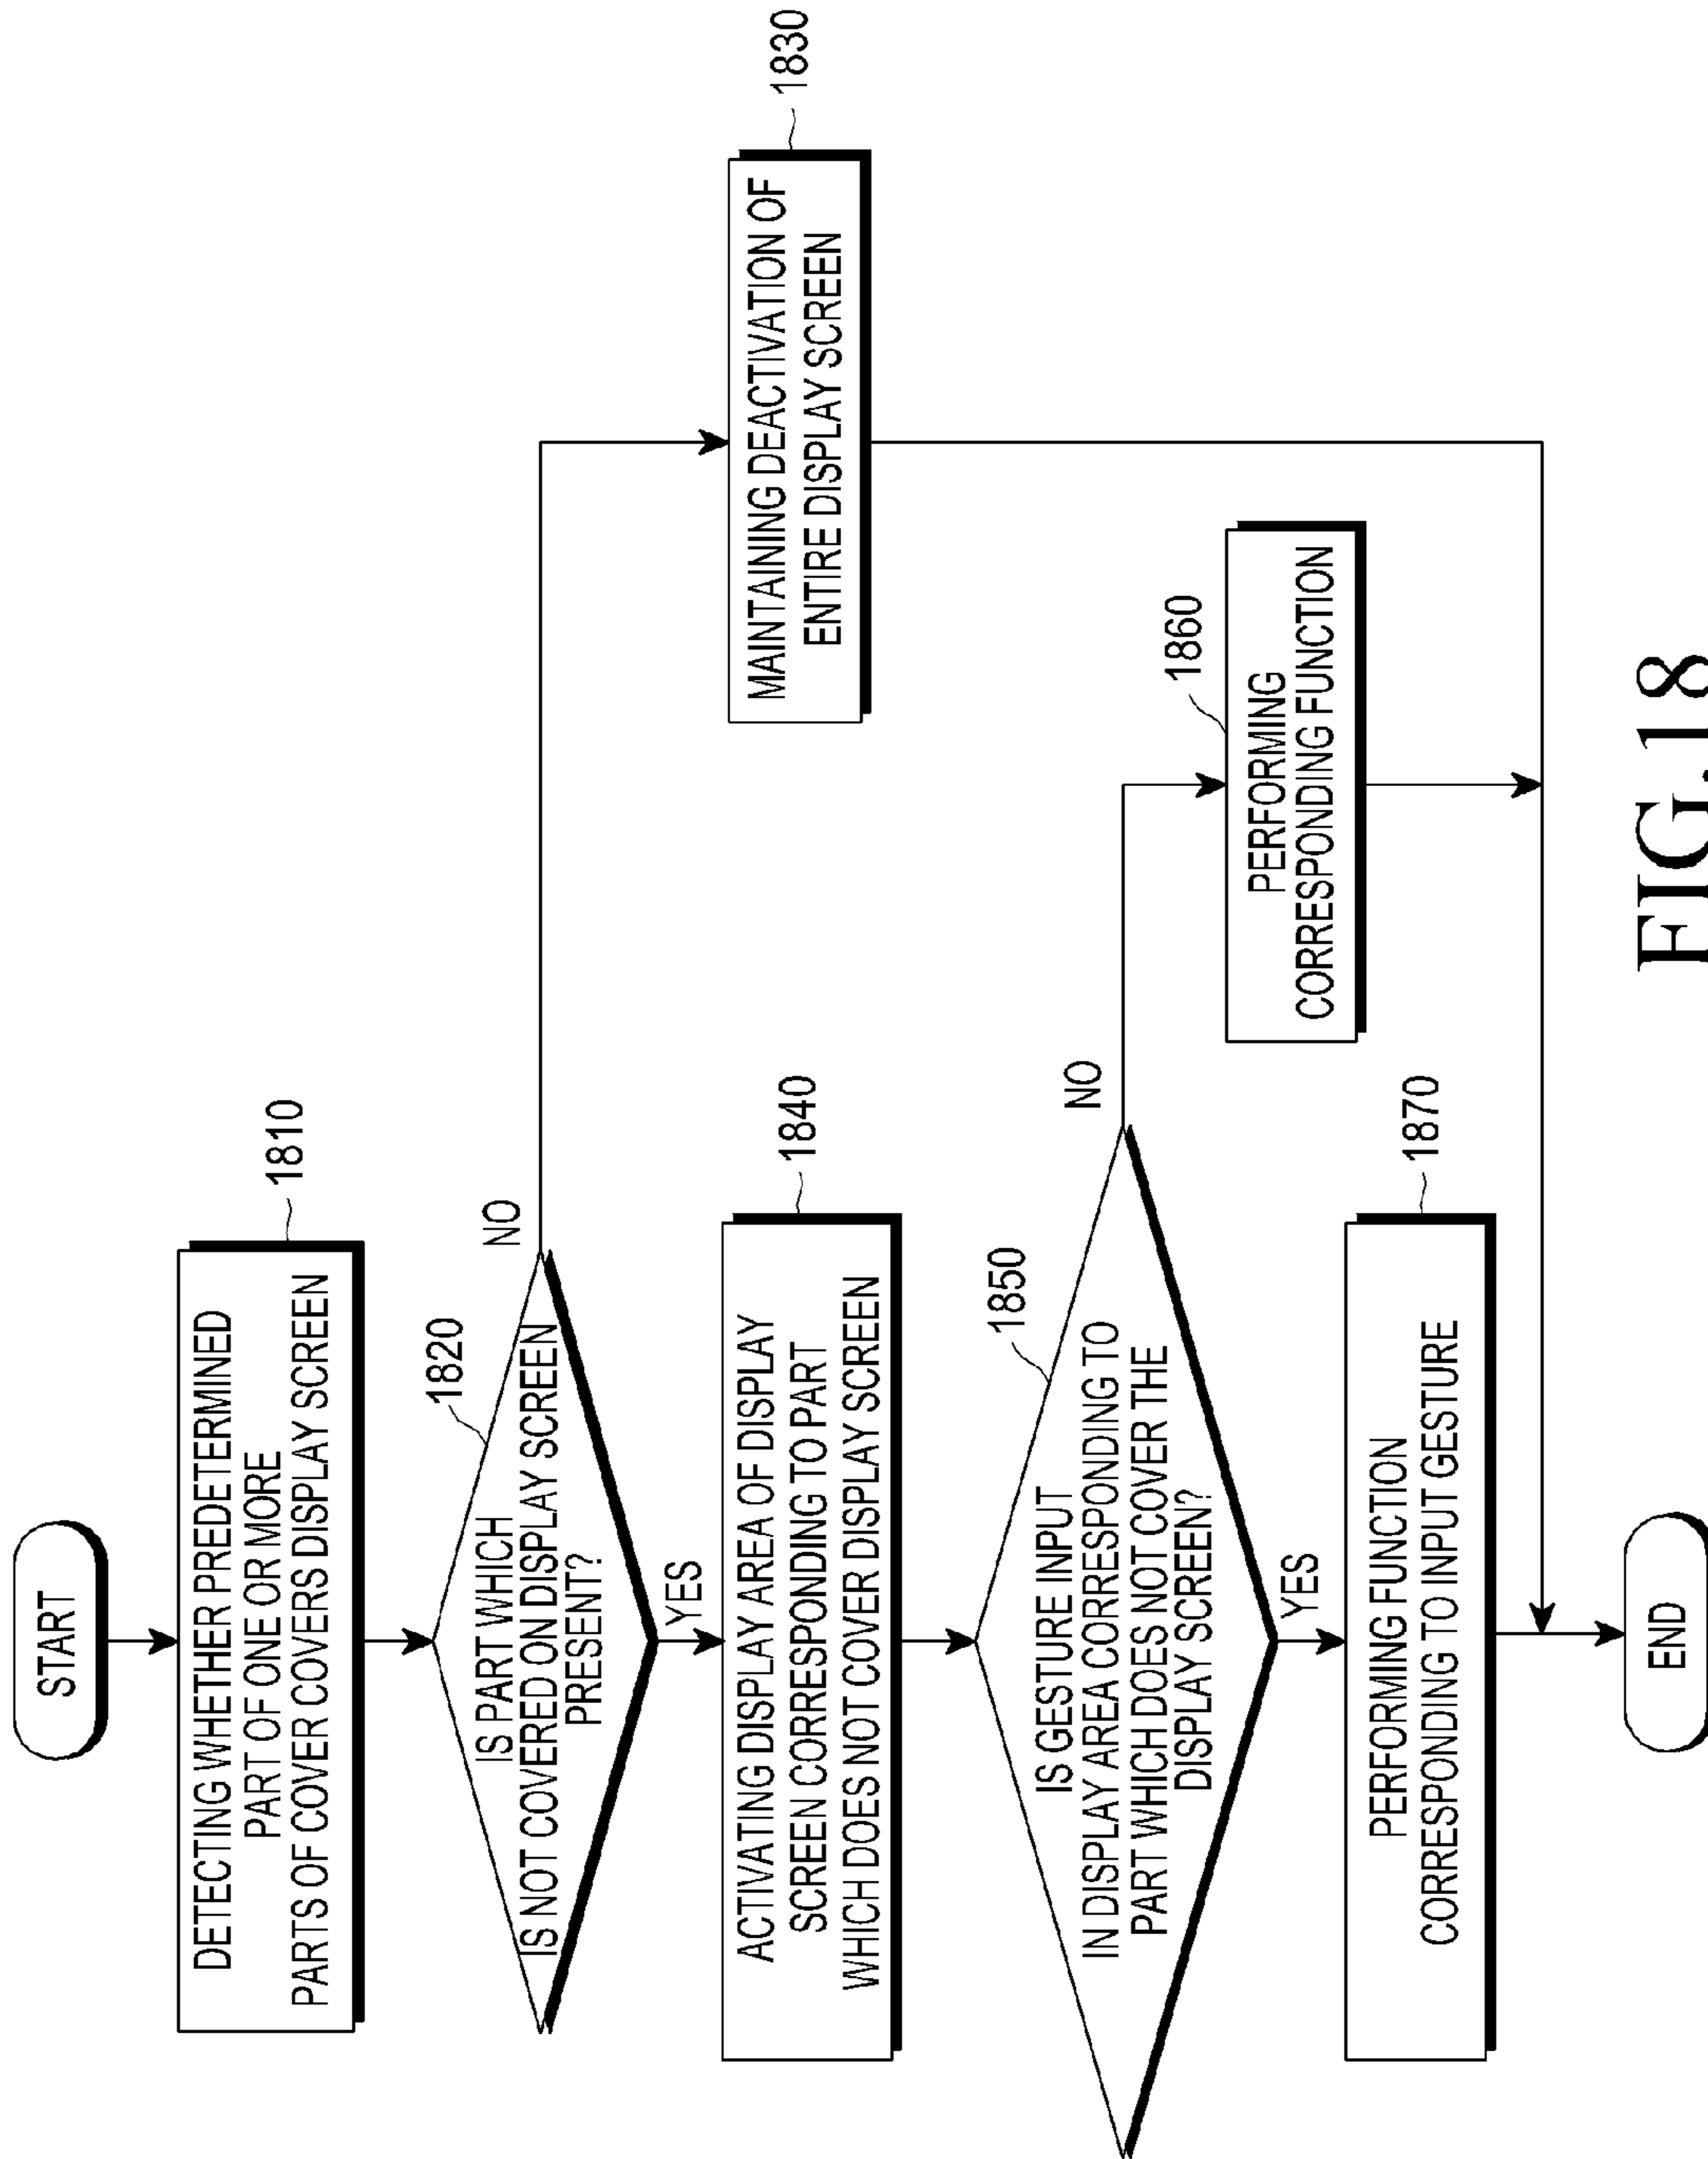 START
DETECTING WHETHER PREDETERMINED
PART OF ONE OR MORE
PARTS OF COVER COVERS DISPLAY SCREEN
1810
1820
IS PART WHICH
IS NOT COVERED ON DISPLAY SCREEN
PRESENT?
NO
YES
MAINTAINING DEACTIVATION OF
ENTIRE DISPLAY SCREEN
1830
ACTIVATING DISPLAY AREA OF DISPLAY
SCREEN CORRESPONDING TO PART
WHICH DOES NOT COVER DISPLAY SCREEN
1840
1850
IS GESTURE INPUT
IN DISPLAY AREA CORRESPONDING TO
PART WHICH DOES NOT COVER THE
DISPLAY SCREEN?
NO
YES
PERFORMING
CORRESPONDING FUNCTION
1860
PERFORMING FUNCTION
CORRESPONDING TO INPUT GESTURE
1870
END
FIG.18